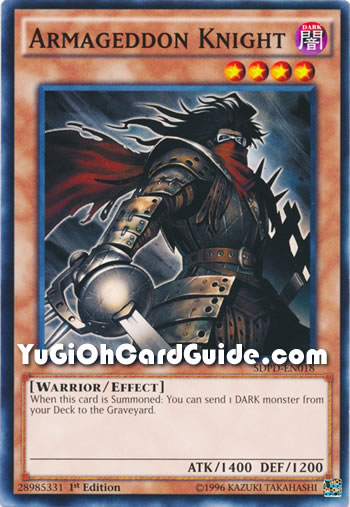 ARMAGEDDON KNIGHT
DARK
闇
YuGiOhCardGuide.com
SDPD-EN018
[WARRIOR/EFFECT]
When this card is Summoned: You can send 1 DARK monster from
your Deck to the Graveyard.
ATK/1400 DEF/1200
28985331 1st Edition ©1996 KAZUKI TAKAHASHI